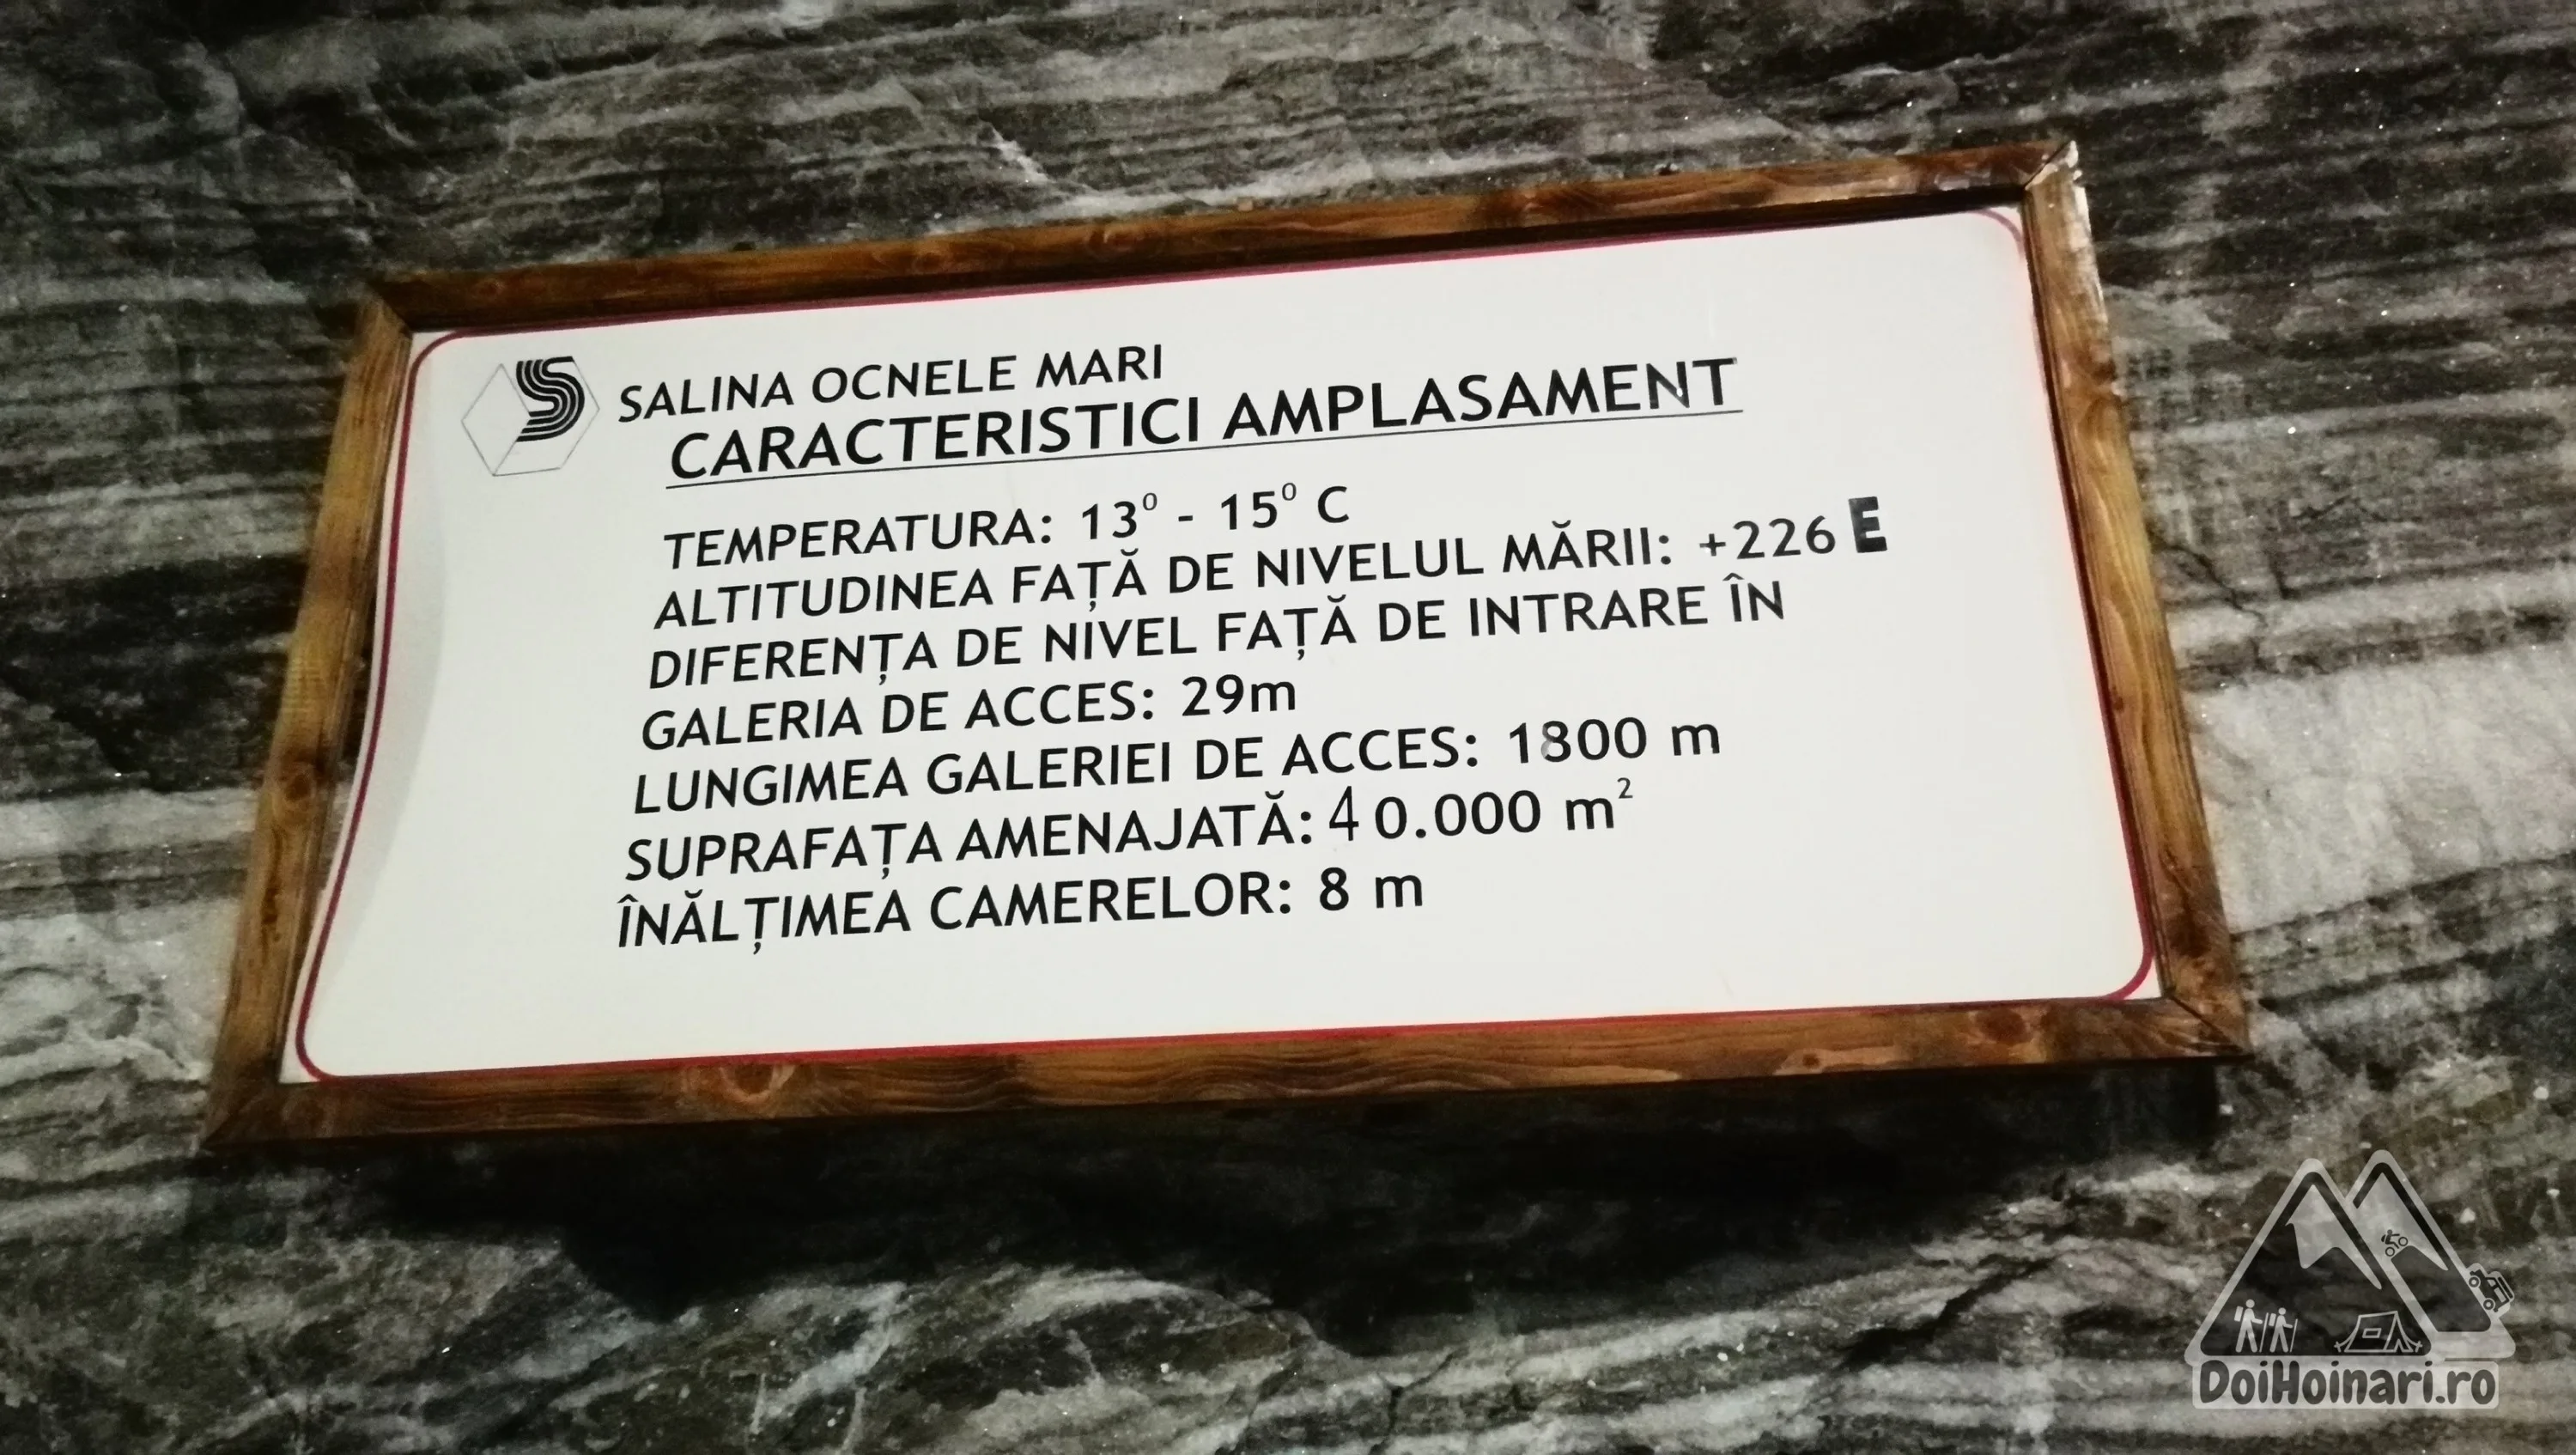 SALINA OCNELE MARI
CARACTERISTICI AMPLASAMENT
TEMPERATURA: 13⁰ - 15⁰ C
ALTITUDINEA FAȚĂ DE NIVELUL MĂRII: +226 E
DIFERENȚA DE NIVEL FAȚĂ DE INTRARE ÎN
GALERIA DE ACCES: 29m
LUNGIMEA GALERIEI DE ACCES: 1800 m
SUPRAFAȚA AMENAJATĂ: 40.000 m²
ÎNĂLȚIMEA CAMERELOR: 8 m
DoiHoinari.ro